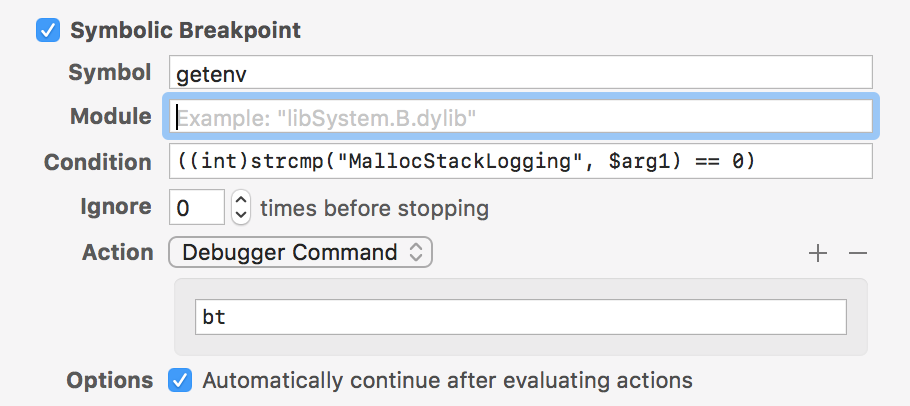 Symbolic Breakpoint
Symbol getenv
Module Example: "libSystem.B.dylib"
Condition ((int)strcmp("MallocStackLogging", $arg1) == 0)
Ignore 0 times before stopping
Action Debugger Command + −
bt
Options Automatically continue after evaluating actions